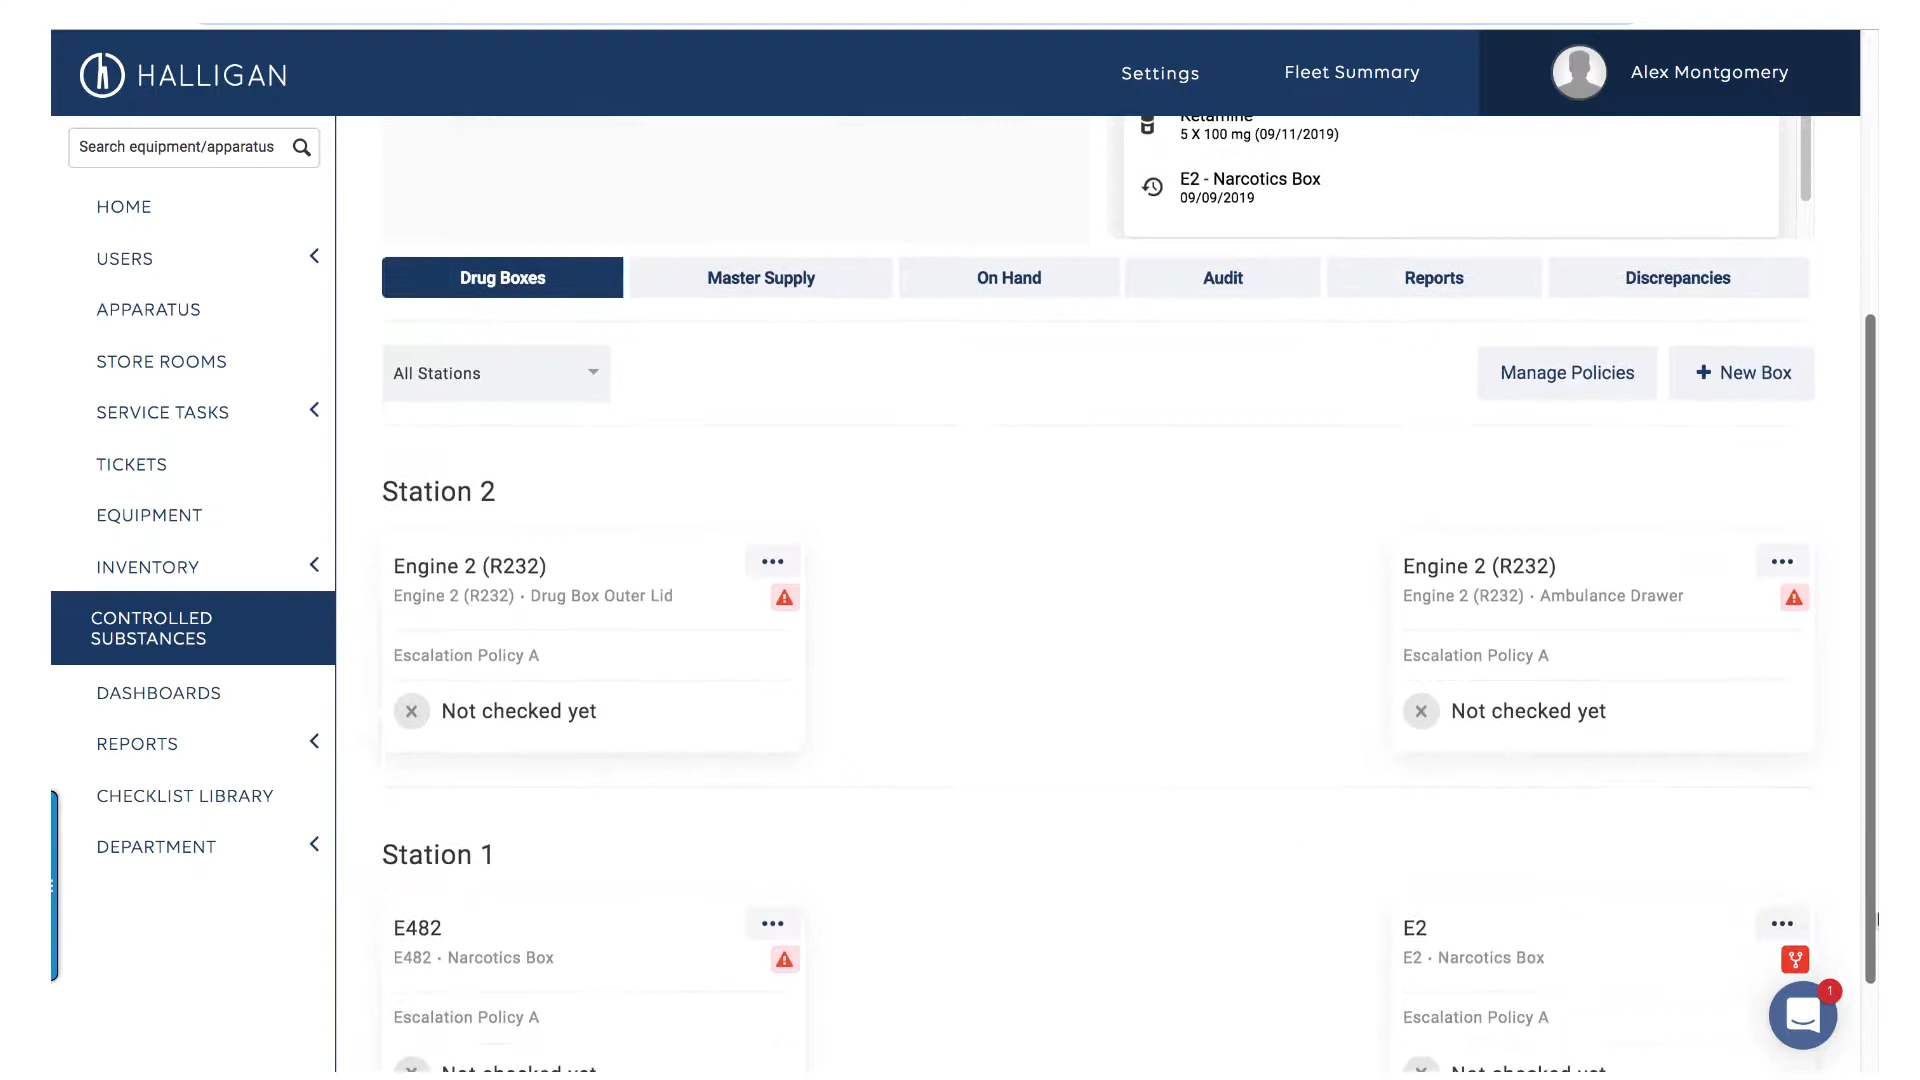 HALLIGAN
Settings
Fleet Summary
Alex Montgomery
Search equipment/apparatus
HOME
USERS
APPARATUS
STORE ROOMS
SERVICE TASKS
TICKETS
EQUIPMENT
INVENTORY
CONTROLLED
SUBSTANCES
DASHBOARDS
REPORTS
CHECKLIST LIBRARY
DEPARTMENT
Ketamine
5 X 100 mg (09/11/2019)
E2 - Narcotics Box
09/09/2019
Drug Boxes
Master Supply
On Hand
Audit
Reports
Discrepancies
All Stations
Manage Policies
+ New Box
Station 2
Engine 2 (R232)
Engine 2 (R232) • Drug Box Outer Lid
Escalation Policy A
Not checked yet
Engine 2 (R232)
Engine 2 (R232) • Ambulance Drawer
Escalation Policy A
Not checked yet
Station 1
E482
E482 • Narcotics Box
Escalation Policy A
Not checked yet
E2
E2 • Narcotics Box
Escalation Policy A
Not checked yet
1